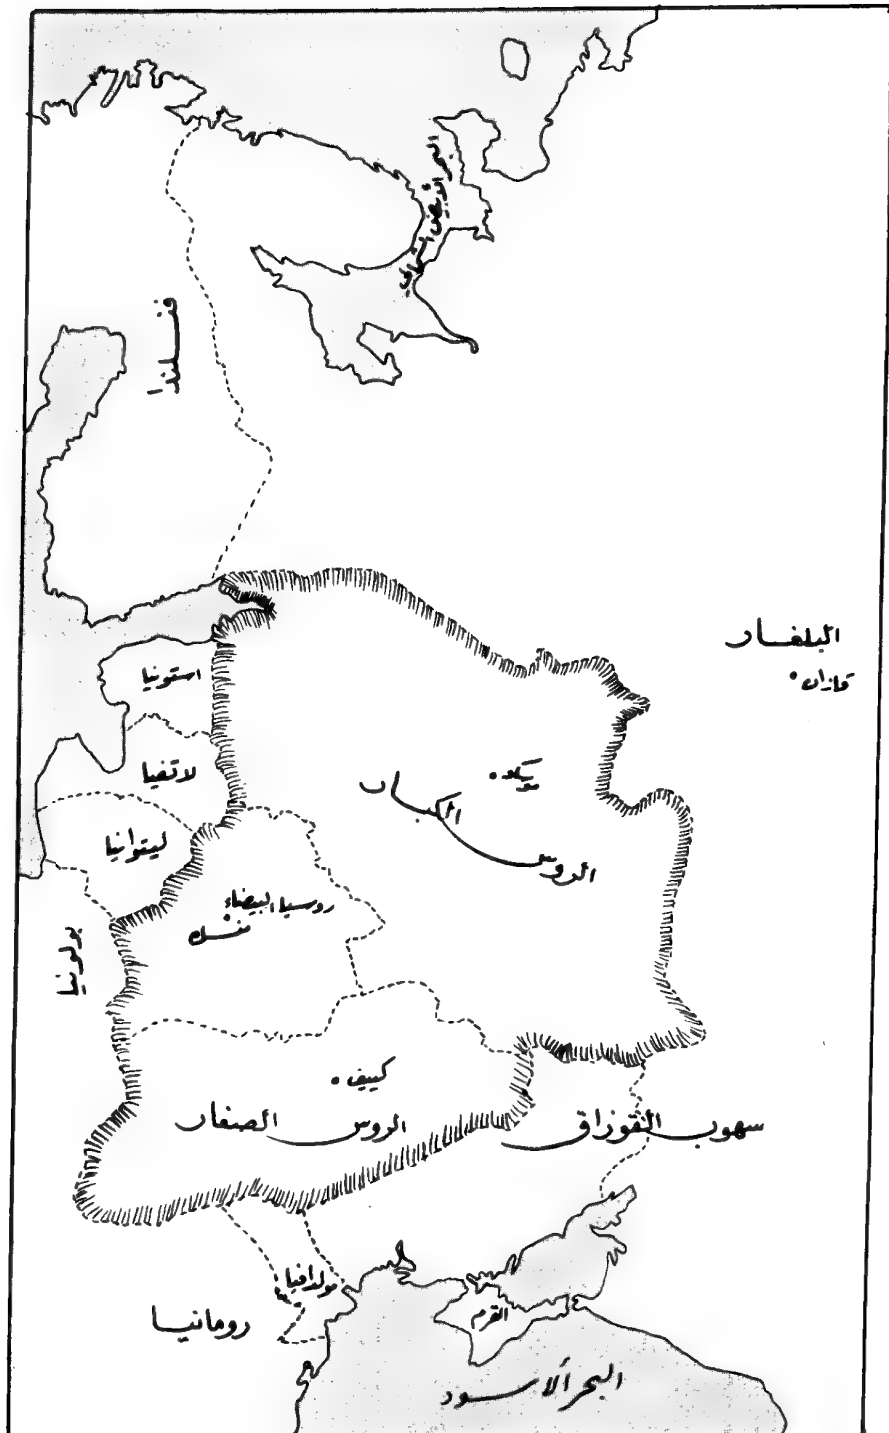 البحر الأبيض الشمالي
فنلندا
البلغار
قازان
استونيا
لاتفيا
موسكو
الروس الكبار
ليتوانيا
روسيا البيضاء
منسك
بولونيا
كييف
الروس الصغار
سهوب القوزاق
مولدافيا
رومانيا
القرم
البحر الأسود